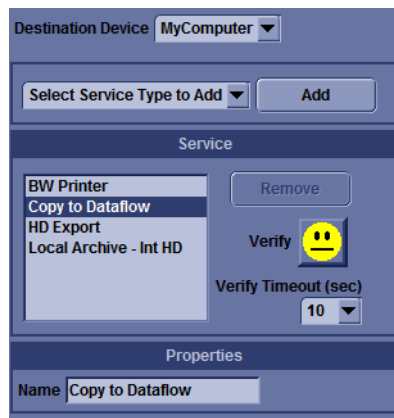 Destination Device MyComputer
Select Service Type to Add Add
Service
BW Printer
Copy to Dataflow
HD Export
Local Archive - Int HD
Remove
Verify
Verify Timeout (sec)
10
Properties
Name Copy to Dataflow